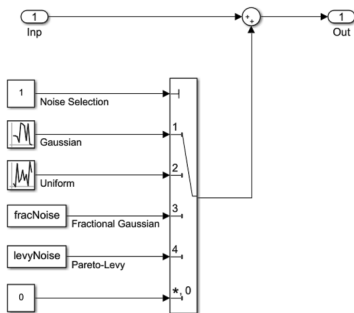 1
1
Inp
Out
+
+
1
Noise Selection
1
Gaussian
2
Uniform
fracNoise
3
Fractional Gaussian
levyNoise
4
Pareto-Levy
0
*, 0